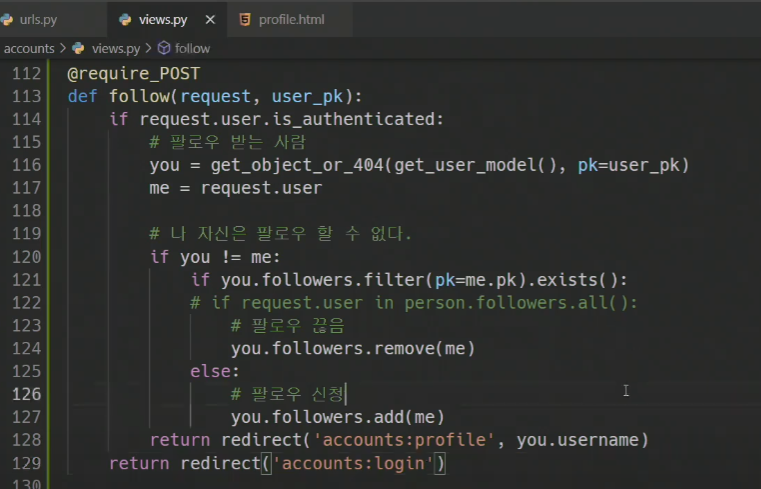 urls.py views.py × profile.html
accounts > views.py > follow
112 @require_POST
113 def follow(request, user_pk):
114 if request.user.is_authenticated:
115 # 팔로우 받는 사람
116 you = get_object_or_404(get_user_model(), pk=user_pk)
117 me = request.user
118
119 # 나 자신은 팔로우 할 수 없다.
120 if you != me:
121 if you.followers.filter(pk=me.pk).exists():
122 # if request.user in person.followers.all():
123 # 팔로우 끊음
124 you.followers.remove(me)
125 else:
126 # 팔로우 신청
127 you.followers.add(me)
128 return redirect('accounts:profile', you.username)
129 return redirect('accounts:login')
130